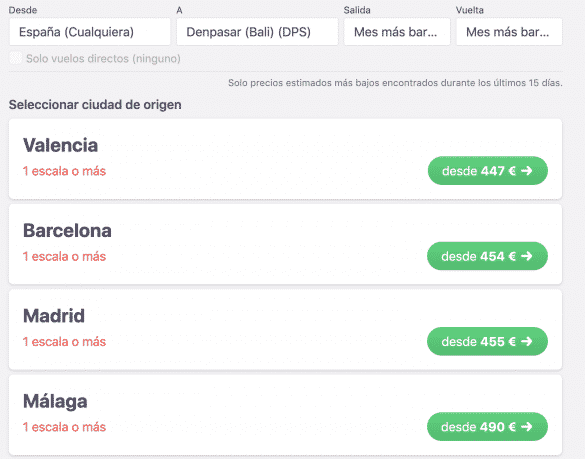 Desde A Salida Vuelta
España (Cualquiera) Denpasar (Bali) (DPS) Mes más bar... Mes más bar...
Solo vuelos directos (ninguno)
Solo precios estimados más bajos encontrados durante los últimos 15 días.
Seleccionar ciudad de origen
Valencia
1 escala o más
desde 447 € →
Barcelona
1 escala o más
desde 454 € →
Madrid
1 escala o más
desde 455 € →
Málaga
1 escala o más
desde 490 € →